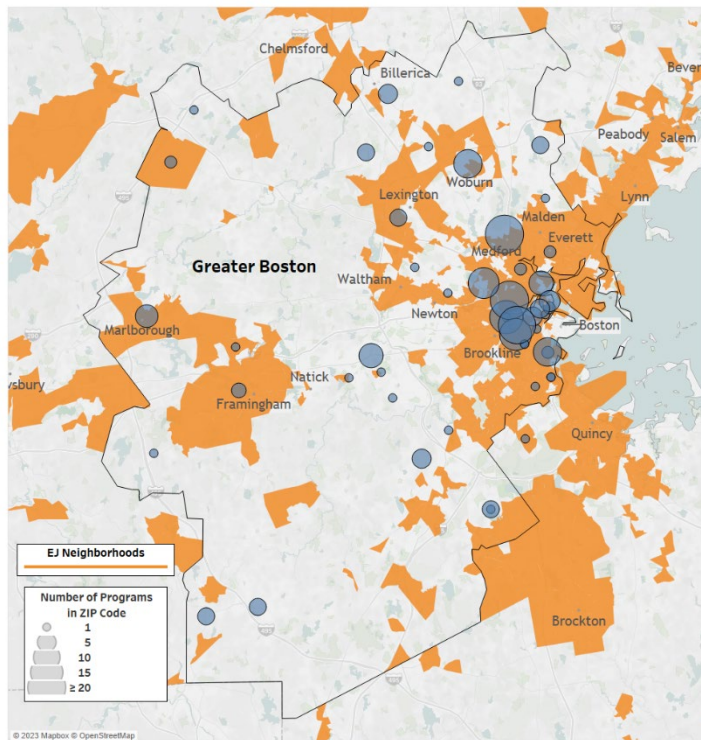 Chelmsford
Billerica
Bever
Peabody
Salem
Woburn
Lexington
Lynn
Malden
Everett
Medford
Greater Boston
Waltham
Newton
Marlborough
Boston
Brookline
Natick
wsbury
Framingham
Quincy
EJ Neighborhoods
Number of Programs
in ZIP Code
1
5
10
15
≥ 20
Brockton
© 2023 Mapbox © OpenStreetMap